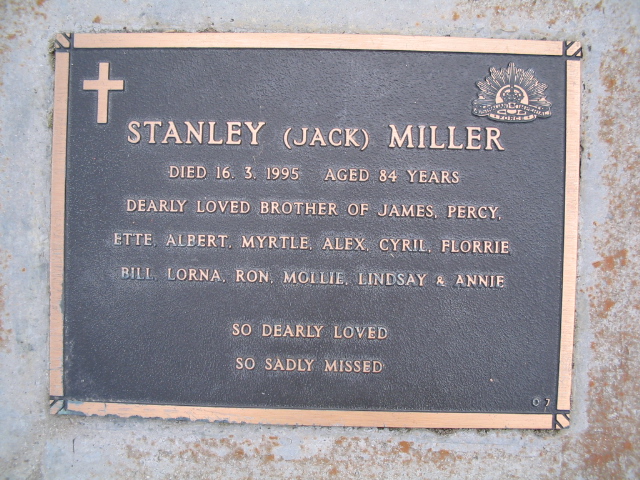 STANLEY (JACK) MILLER
DIED 16. 3. 1995 AGED 84 YEARS
DEARLY LOVED BROTHER OF JAMES, PERCY,
ETTE, ALBERT, MYRTLE, ALEX, CYRIL, FLORRIE
BILL, LORNA, RON, MOLLIE, LINDSAY & ANNIE
SO DEARLY LOVED
SO SADLY MISSED